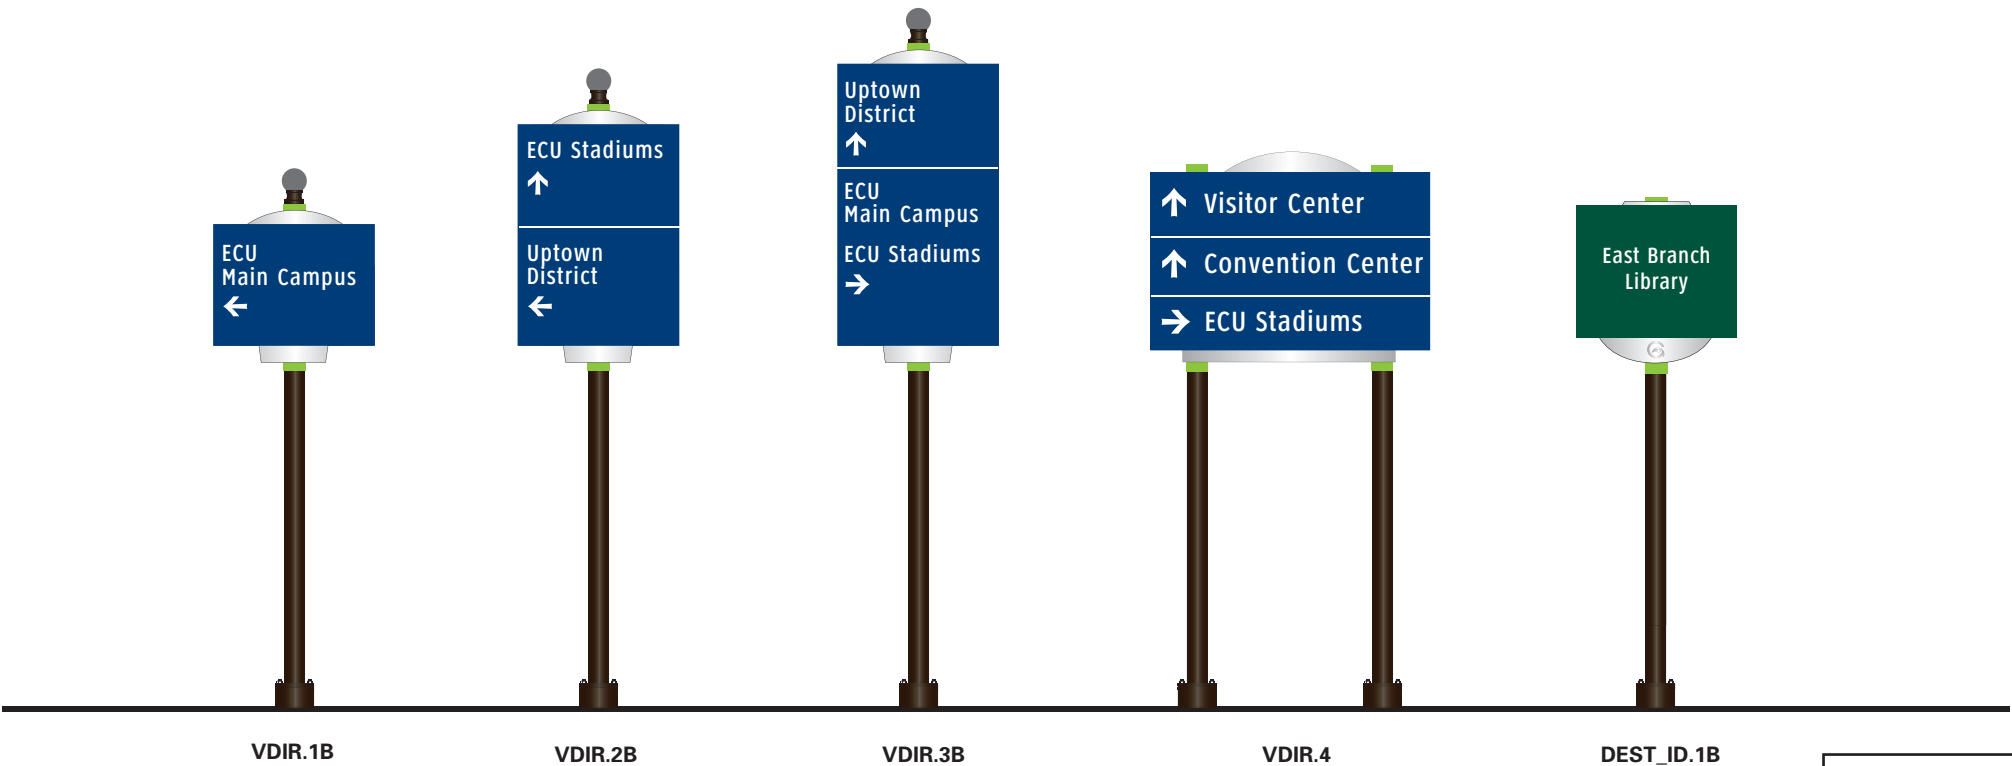 ECU
Main Campus
←
ECU Stadiums
↑
Uptown
District
←
Uptown
District
↑
ECU
Main Campus
ECU Stadiums
→
↑ Visitor Center
↑ Convention Center
→ ECU Stadiums
East Branch
Library
G
VDIR.1B
VDIR.2B
VDIR.3B
VDIR.4
DEST_ID.1B